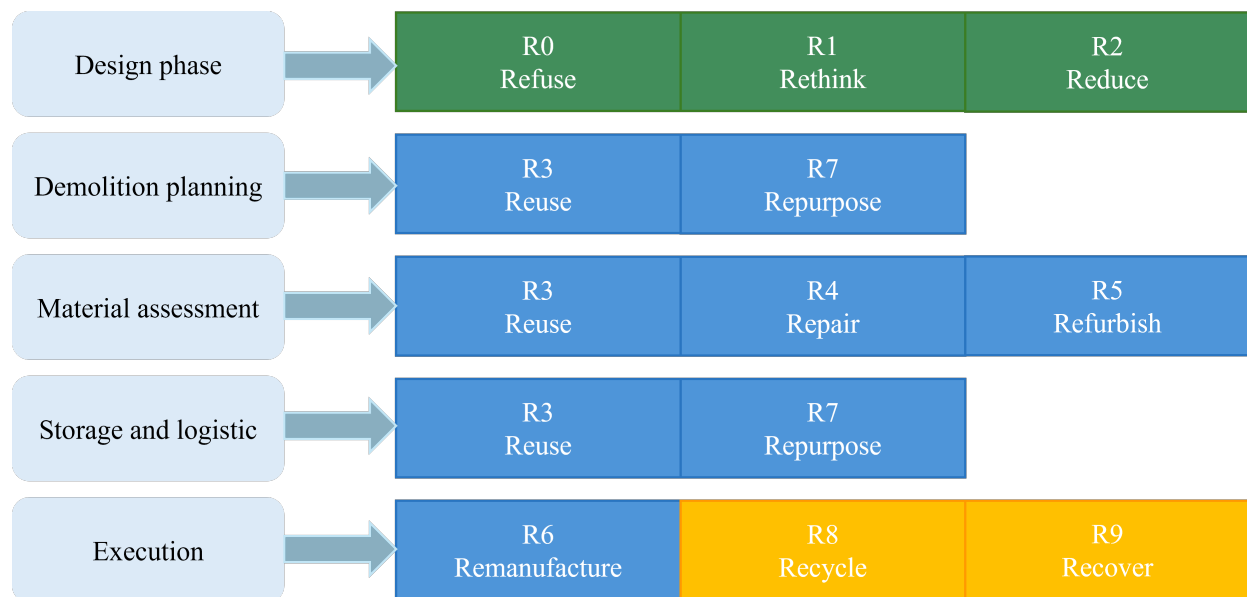 Design phase
R0
Refuse
R1
Rethink
R2
Reduce
Demolition planning
R3
Reuse
R7
Repurpose
Material assessment
R3
Reuse
R4
Repair
R5
Refurbish
Storage and logistic
R3
Reuse
R7
Repurpose
Execution
R6
Remanufacture
R8
Recycle
R9
Recover